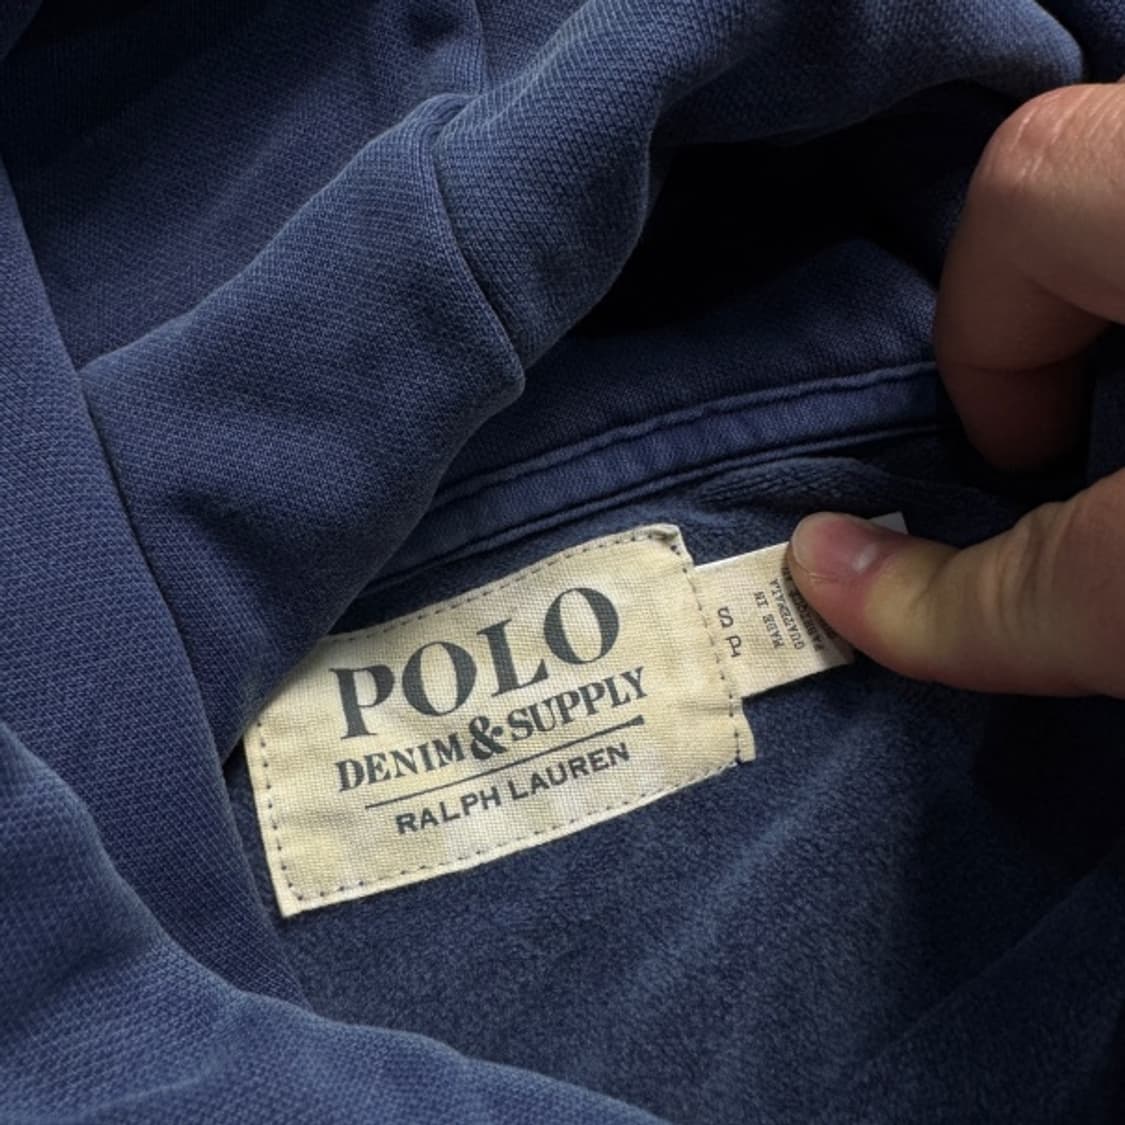 POLO
DENIM & SUPPLY
RALPH LAUREN
S P
MADE IN
GUATEMALA